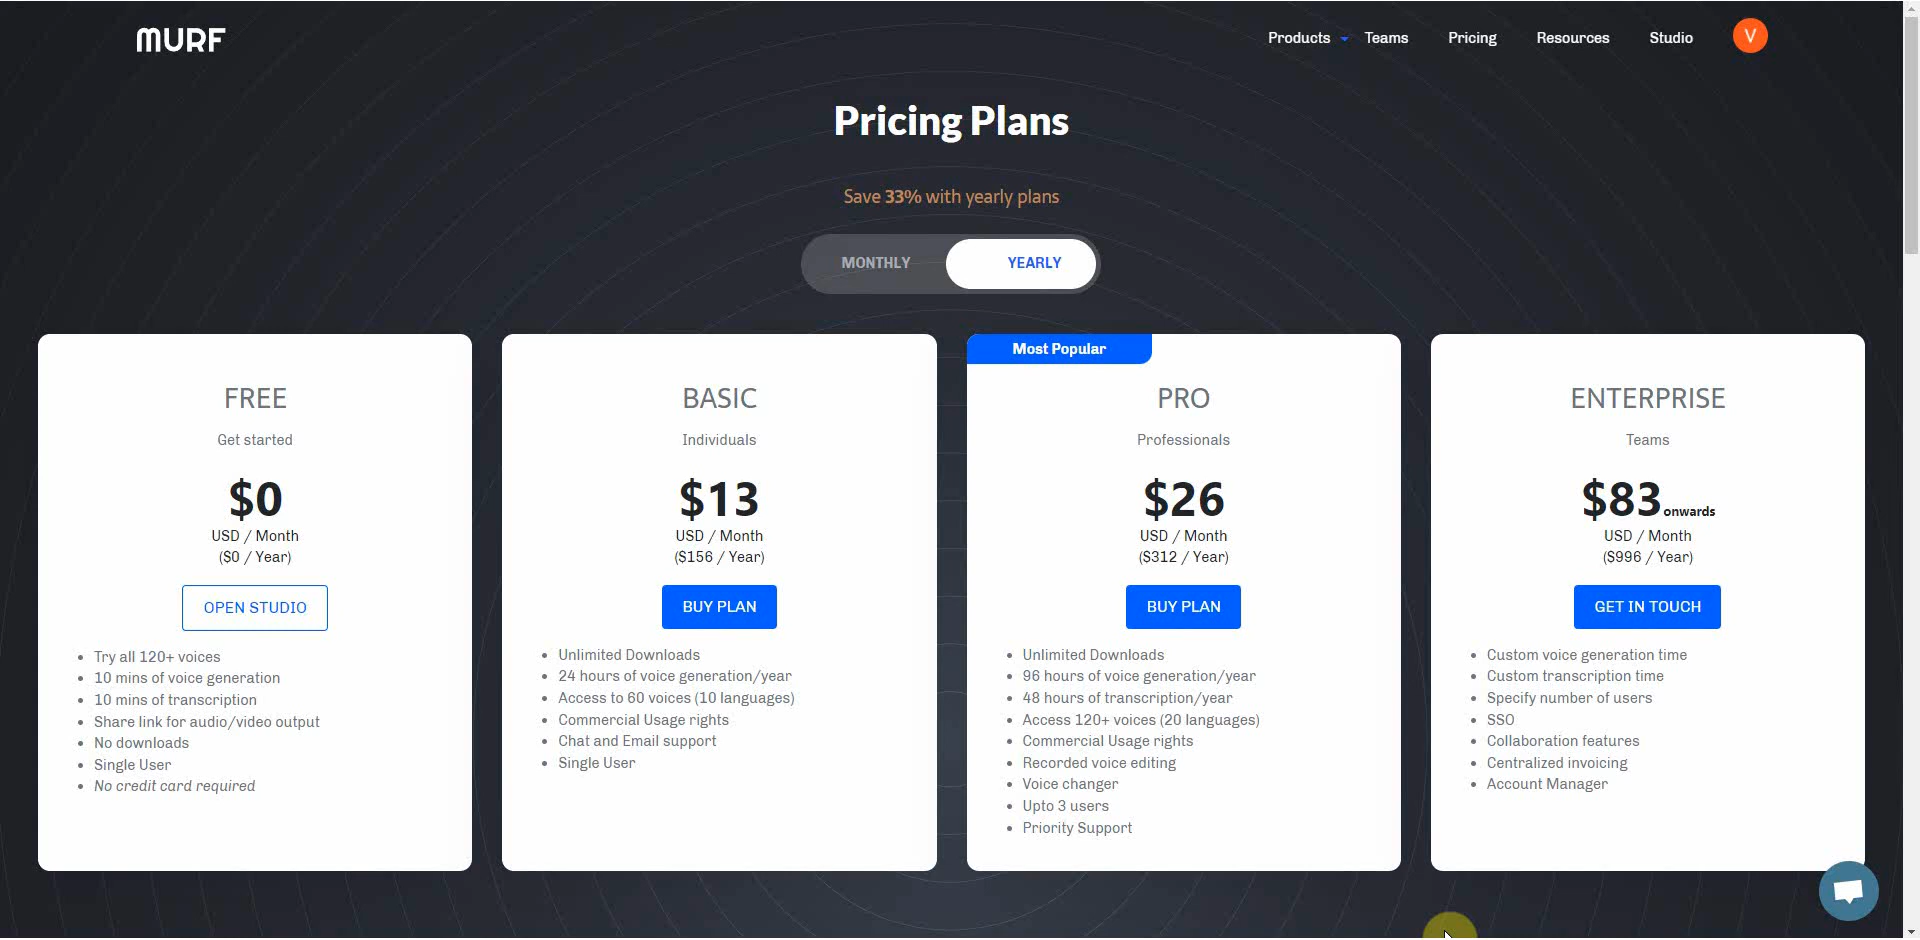 MURF
Products Teams Pricing Resources Studio V
Pricing Plans
Save 33% with yearly plans
MONTHLY YEARLY
FREE
Get started
$0
USD / Month
($0 / Year)
OPEN STUDIO
Try all 120+ voices
10 mins of voice generation
10 mins of transcription
Share link for audio/video output
No downloads
Single User
No credit card required
BASIC
Individuals
$13
USD / Month
($156 / Year)
BUY PLAN
Unlimited Downloads
24 hours of voice generation/year
Access to 60 voices (10 languages)
Commercial Usage rights
Chat and Email support
Single User
Most Popular
PRO
Professionals
$26
USD / Month
($312 / Year)
BUY PLAN
Unlimited Downloads
96 hours of voice generation/year
48 hours of transcription/year
Access 120+ voices (20 languages)
Commercial Usage rights
Recorded voice editing
Voice changer
Upto 3 users
Priority Support
ENTERPRISE
Teams
$83 onwards
USD / Month
($996 / Year)
GET IN TOUCH
Custom voice generation time
Custom transcription time
Specify number of users
SSO
Collaboration features
Centralized invoicing
Account Manager